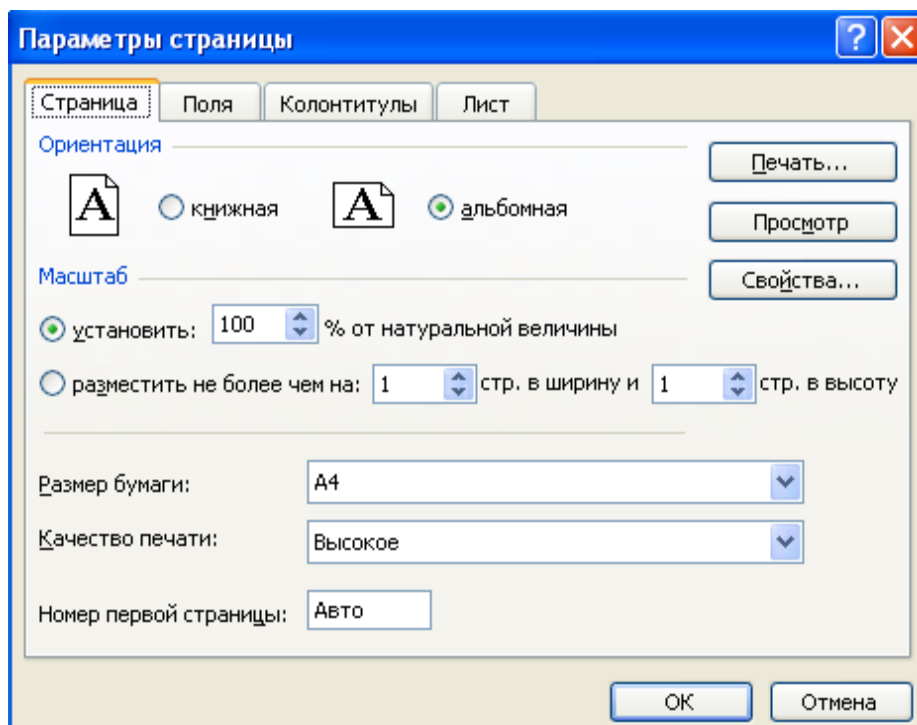 Параметры страницы
Страница Поля Колонтитулы Лист
Ориентация
Печать...
A книжная A альбомная
Просмотр
Масштаб
Свойства...
установить: 100 % от натуральной величины
разместить не более чем на: 1 стр. в ширину и 1 стр. в высоту
Размер бумаги: A4
Качество печати: Высокое
Номер первой страницы: Авто
ОК Отмена